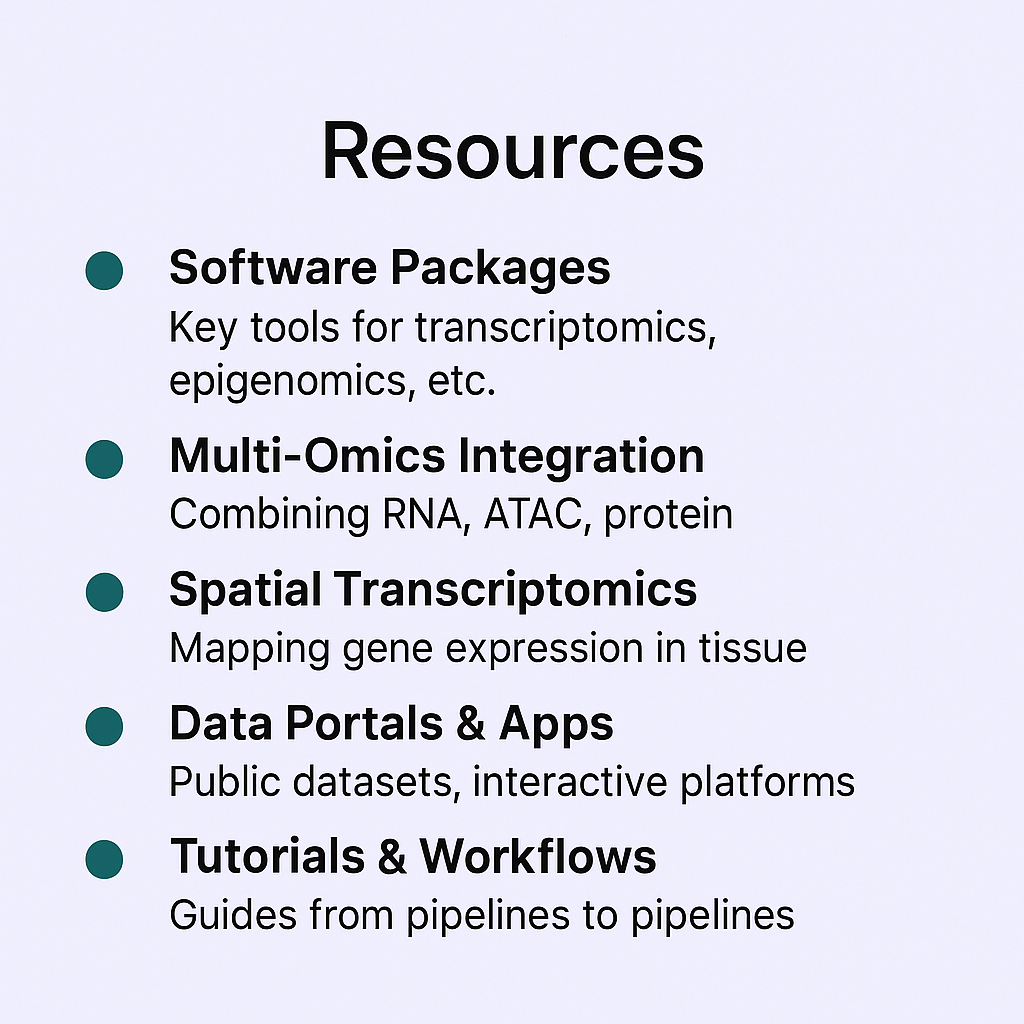 Resources
Software Packages
Key tools for transcriptomics,
epigenomics, etc.
Multi-Omics Integration
Combining RNA, ATAC, protein
Spatial Transcriptomics
Mapping gene expression in tissue
Data Portals & Apps
Public datasets, interactive platforms
Tutorials & Workflows
Guides from pipelines to pipelines